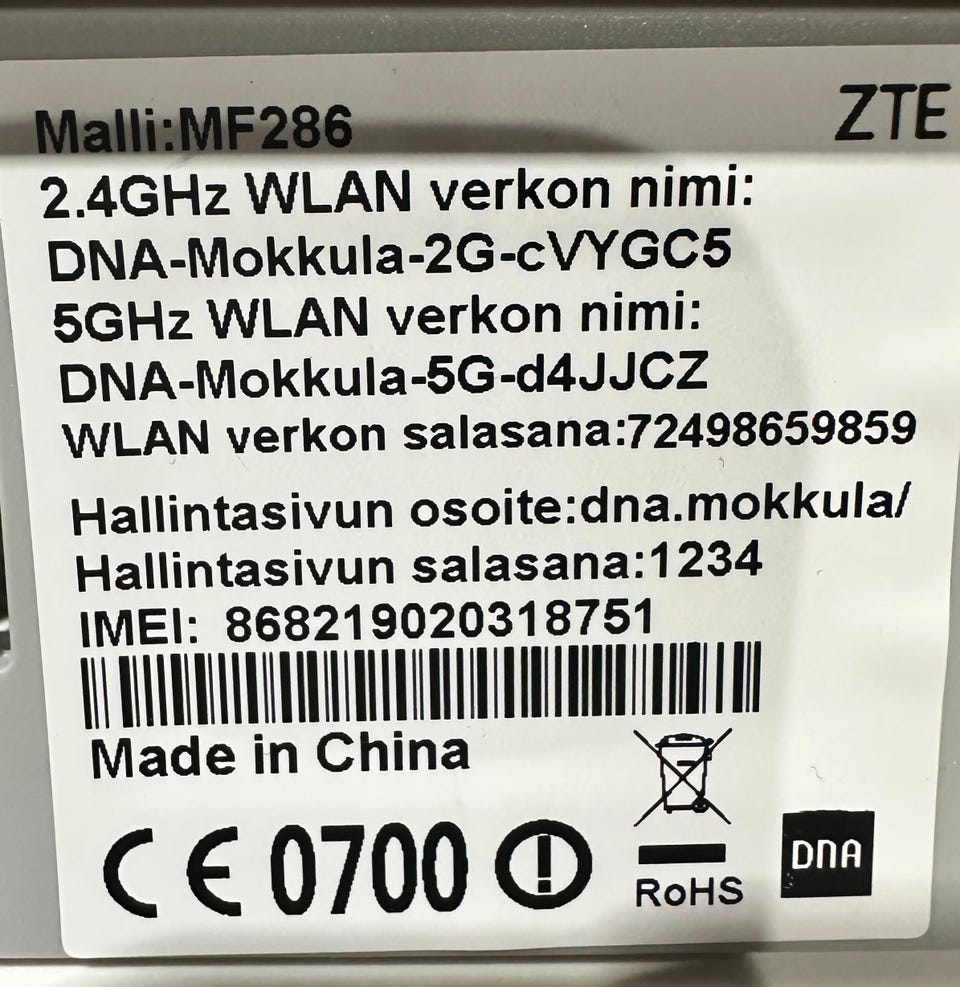 Malli:MF286
ZTE
2.4GHz WLAN verkon nimi:
DNA-Mokkula-2G-cVYGC5
5GHz WLAN verkon nimi:
DNA-Mokkula-5G-d4JJCZ
WLAN verkon salasana:72498659859
Hallintasivun osoite:dna.mokkula/
Hallintasivun salasana:1234
IMEI: 868219020318751
Made in China
CE 0700
RoHS
DNA